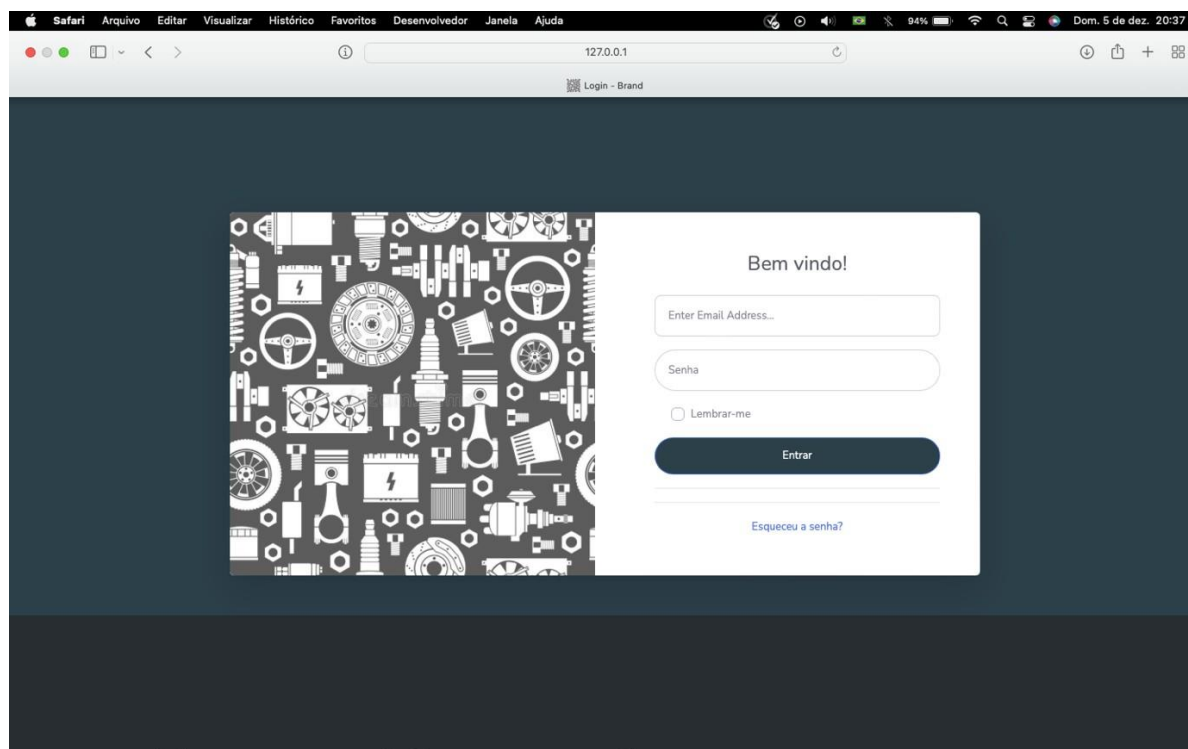 Safari Arquivo Editar Visualizar Histórico Favoritos Desenvolvedor Janela Ajuda 94% Dom. 5 de dez. 20:37
127.0.0.1
Login - Brand
Bem vindo!
Enter Email Address...
Senha
Lembrar-me
Entrar
Esqueceu a senha?